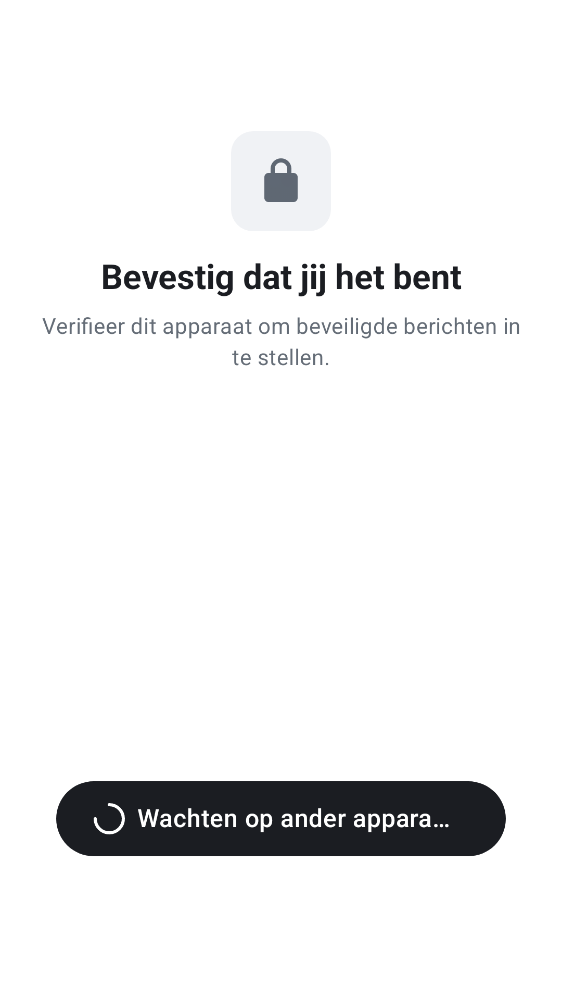 Bevestig dat jij het bent
Verifieer dit apparaat om beveiligde berichten in
te stellen.
Wachten op ander appara…